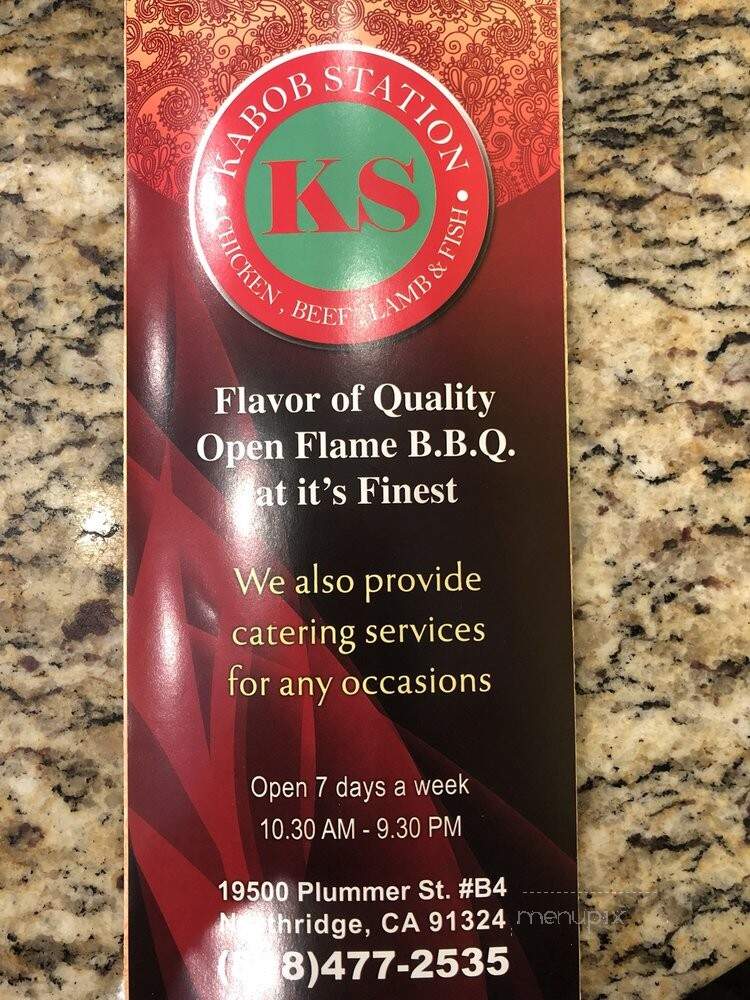 KABOB STATION
KS
CHICKEN, BEEF, LAMB & FISH
Flavor of Quality
Open Flame B.B.Q.
at it's Finest
We also provide
catering services
for any occasions
Open 7 days a week
10.30 AM - 9.30 PM
19500 Plummer St. #B4
Northridge, CA 91324
8)477-2535
menupix